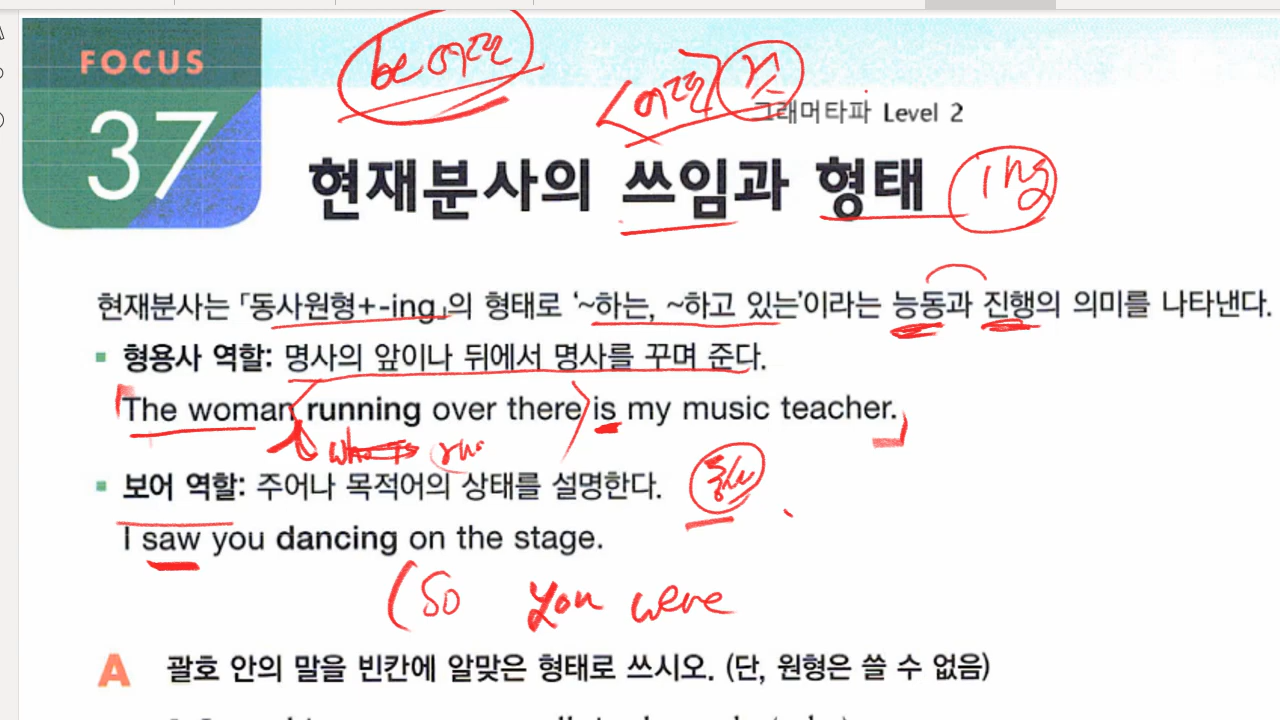 FOCUS
37
be 어꾼
어꾼 것
그래머타파 Level 2
현재분사의 쓰임과 형태 ing
현재분사는 「동사원형+-ing」의 형태로 '~하는, ~하고 있는'이라는 능동과 진행의 의미를 나타낸다.
형용사 역할: 명사의 앞이나 뒤에서 명사를 꾸며 준다.
The woman running over there is my music teacher.
보어 역할: 주어나 목적어의 상태를 설명한다.
I saw you dancing on the stage.
(So you were
A 괄호 안의 말을 빈칸에 알맞은 형태로 쓰시오. (단, 원형은 쓸 수 없음)